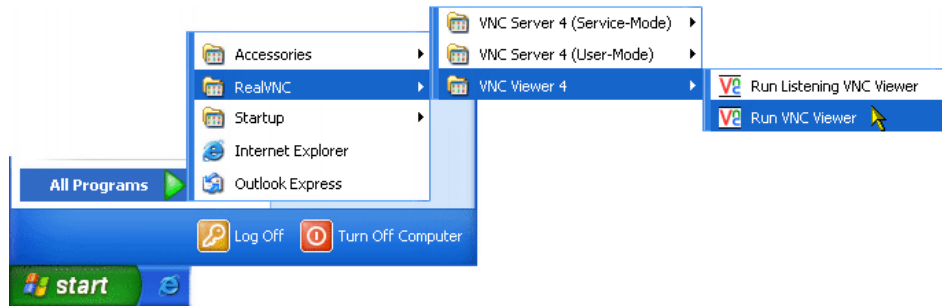 VNC Server 4 (Service-Mode)
VNC Server 4 (User-Mode)
VNC Viewer 4
Accessories
RealVNC
Startup
Internet Explorer
Outlook Express
Run Listening VNC Viewer
Run VNC Viewer
All Programs
Log Off
Turn Off Computer
start